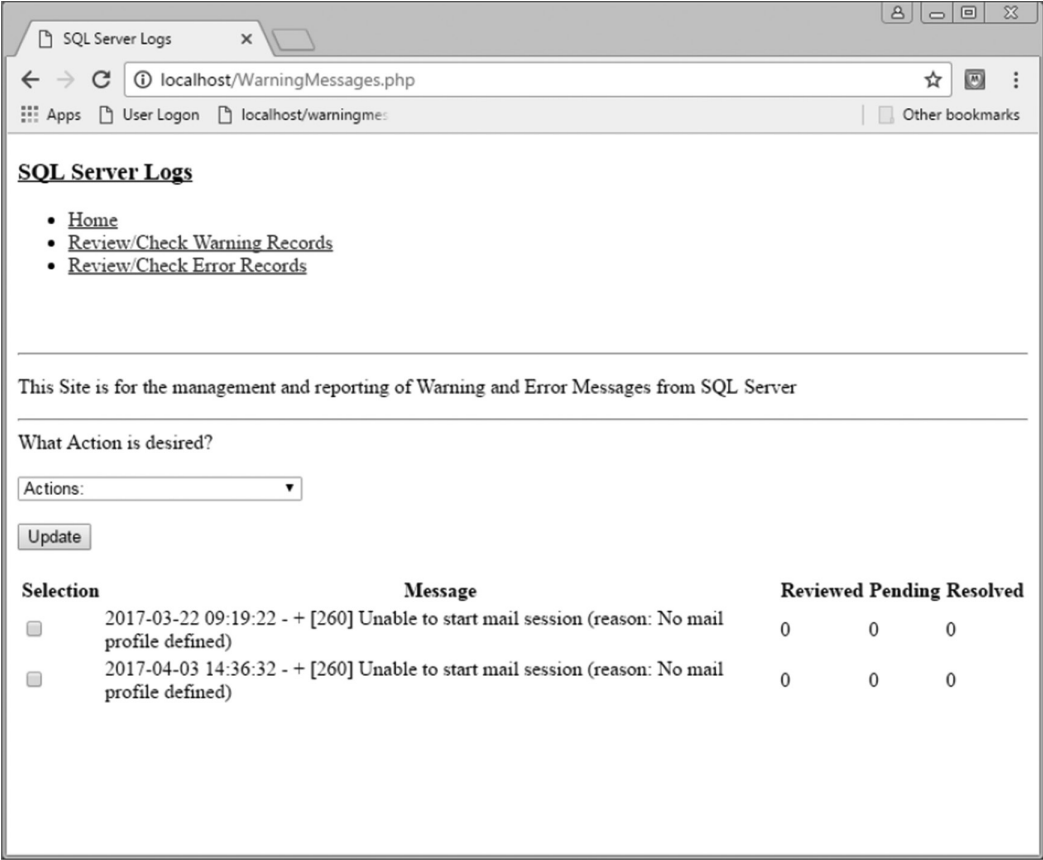 SQL Server Logs
localhost/WarningMessages.php
Apps User Logon localhost/warningmes Other bookmarks
SQL Server Logs
Home
Review/Check Warning Records
Review/Check Error Records
This Site is for the management and reporting of Warning and Error Messages from SQL Server
What Action is desired?
Actions:
Update
Selection Message Reviewed Pending Resolved
2017-03-22 09:19:22 - + [260] Unable to start mail session (reason: No mail
profile defined) 0 0 0
2017-04-03 14:36:32 - + [260] Unable to start mail session (reason: No mail
profile defined) 0 0 0